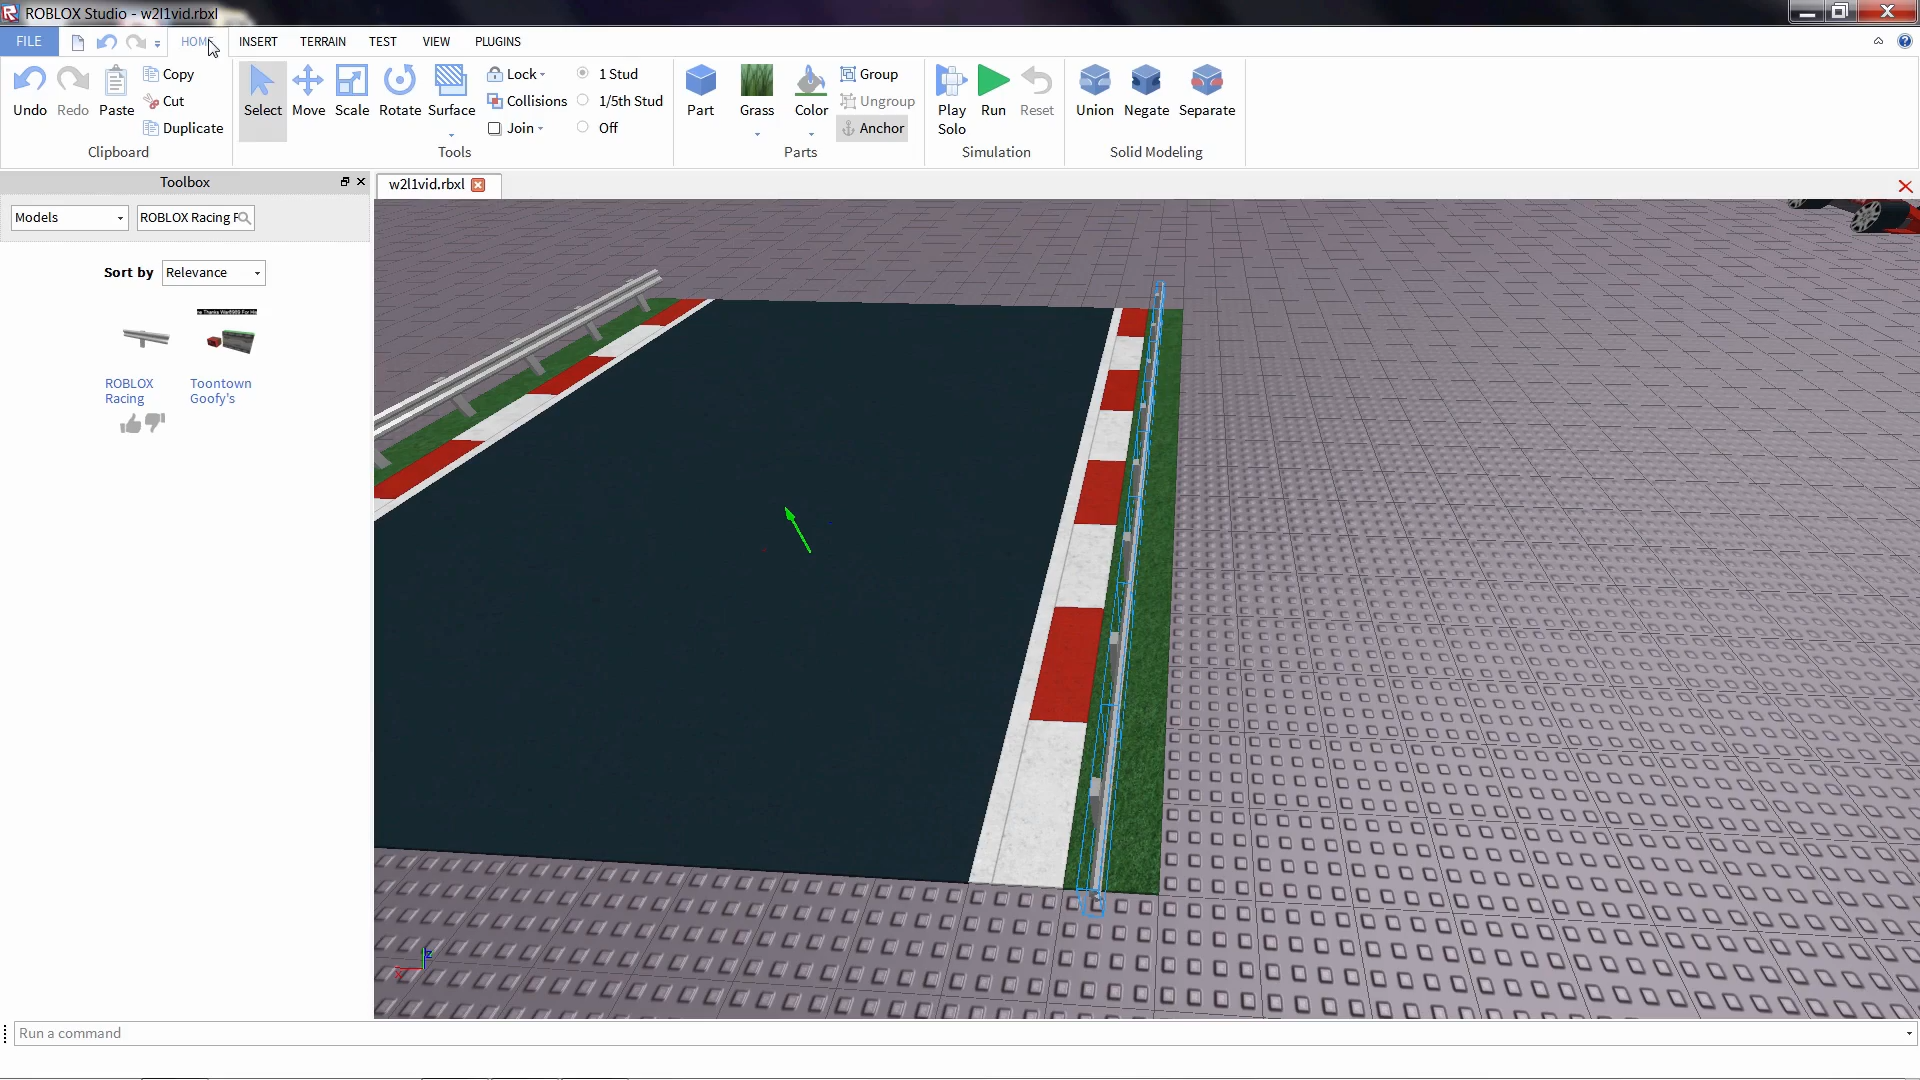 ROBLOX Studio - w2l1vid.rbxl
FILE
HOME
INSERT
TERRAIN
TEST
VIEW
PLUGINS
Undo
Redo
Paste
Copy
Cut
Duplicate
Clipboard
Select
Move
Scale
Rotate
Surface
Lock
Collisions
Join
1 Stud
1/5th Stud
Off
Tools
Part
Grass
Color
Group
Ungroup
Anchor
Parts
Play
Solo
Run
Reset
Simulation
Union
Negate
Separate
Solid Modeling
Toolbox
w2l1vid.rbxl
Models
ROBLOX Racing
Sort by
Relevance
ROBLOX
Racing
Toontown
Goofy's
Z
Run a command